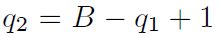 q₂ = B − q₁ + 1